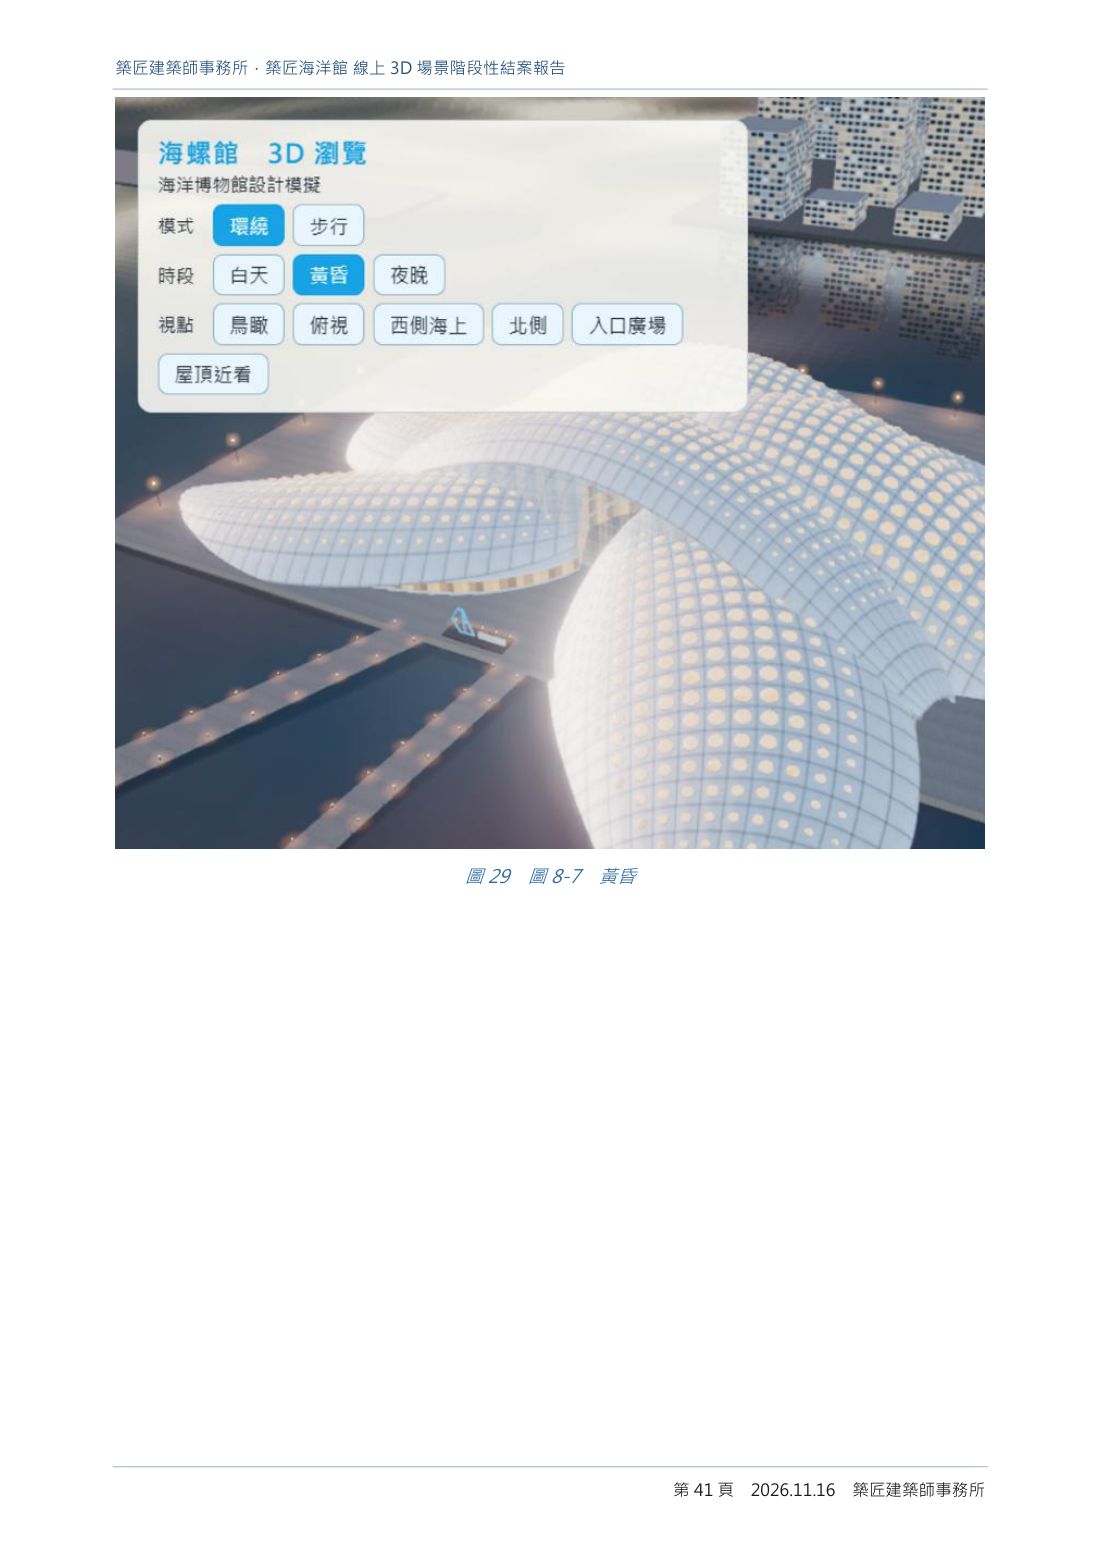 築匠建築師事務所．築匠海洋館 線上 3D 場景階段性結案報告
海螺館　3D 瀏覽
海洋博物館設計模擬
模式 環繞 步行
時段 白天 黃昏 夜晚
視點 鳥瞰 俯視 西側海上 北側 入口廣場
屋頂近看
圖 29　圖 8-7　黃昏
第 41 頁　2026.11.16　築匠建築師事務所